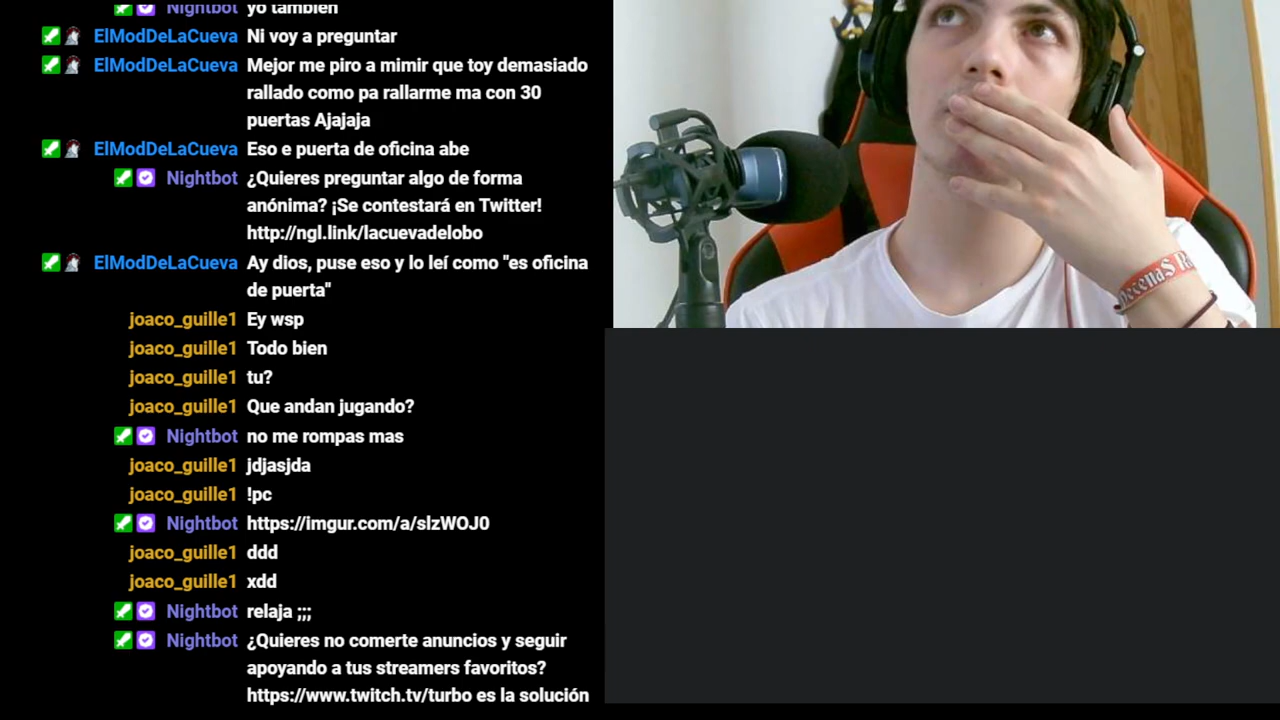 Nightbot yo también
ElModDeLaCueva Ni voy a preguntar
ElModDeLaCueva Mejor me piro a mimir que toy demasiado
rallado como pa rallarme ma con 30
puertas Ajajaja
ElModDeLaCueva Eso e puerta de oficina abe
Nightbot ¿Quieres preguntar algo de forma
anónima? ¡Se contestará en Twitter!
http://ngl.link/lacuevadelobo
ElModDeLaCueva Ay dios, puse eso y lo leí como "es oficina
de puerta"
joaco_guille1 Ey wsp
joaco_guille1 Todo bien
joaco_guille1 tu?
joaco_guille1 Que andan jugando?
Nightbot no me rompas mas
joaco_guille1 jdjasjda
joaco_guille1 !pc
Nightbot https://imgur.com/a/slzWOJ0
joaco_guille1 ddd
joaco_guille1 xdd
Nightbot relaja ;;;
Nightbot ¿Quieres no comerte anuncios y seguir
apoyando a tus streamers favoritos?
https://www.twitch.tv/turbo es la solución
DecenaS